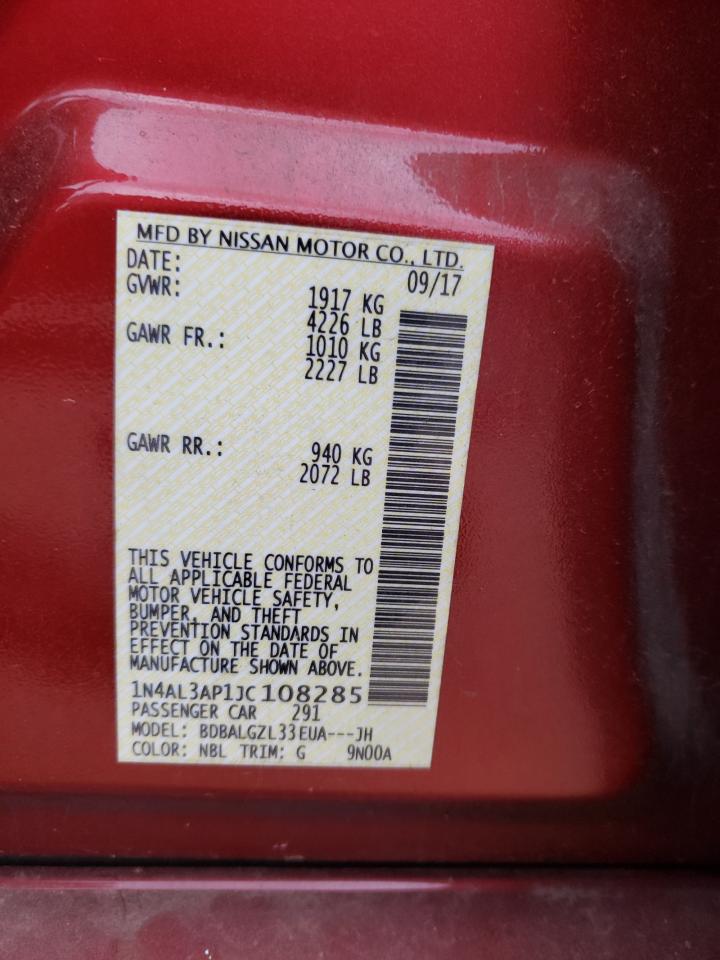 MFD BY NISSAN MOTOR CO., LTD.
DATE: 09/17
GVWR: 1917 KG
4226 LB
GAWR FR.: 1010 KG
2227 LB
GAWR RR.: 940 KG
2072 LB
THIS VEHICLE CONFORMS TO
ALL APPLICABLE FEDERAL
MOTOR VEHICLE SAFETY,
BUMPER, AND THEFT
PREVENTION STANDARDS IN
EFFECT ON THE DATE OF
MANUFACTURE SHOWN ABOVE.
1N4AL3AP1JC108285
PASSENGER CAR 291
MODEL: BDBALGZL33EUA---JH
COLOR: NBL TRIM: G 9N00A